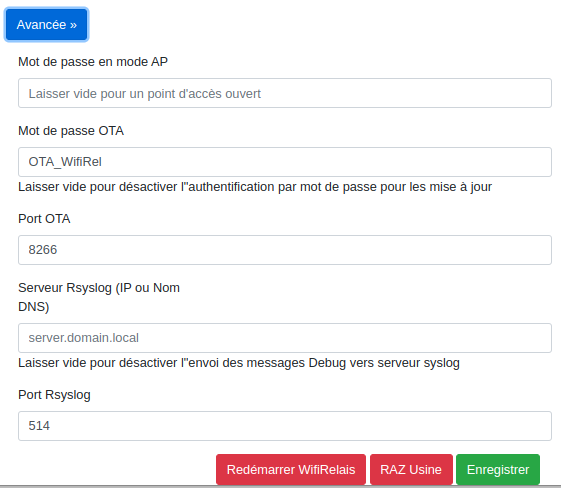 Avancée »
Mot de passe en mode AP
Laisser vide pour un point d'accès ouvert
Mot de passe OTA
OTA_WifiRel
Laisser vide pour désactiver l"authentification par mot de passe pour les mise à jour
Port OTA
8266
Serveur Rsyslog (IP ou Nom
DNS)
server.domain.local
Laisser vide pour désactiver l"envoi des messages Debug vers serveur syslog
Port Rsyslog
514
Redémarrer WifiRelais RAZ Usine Enregistrer